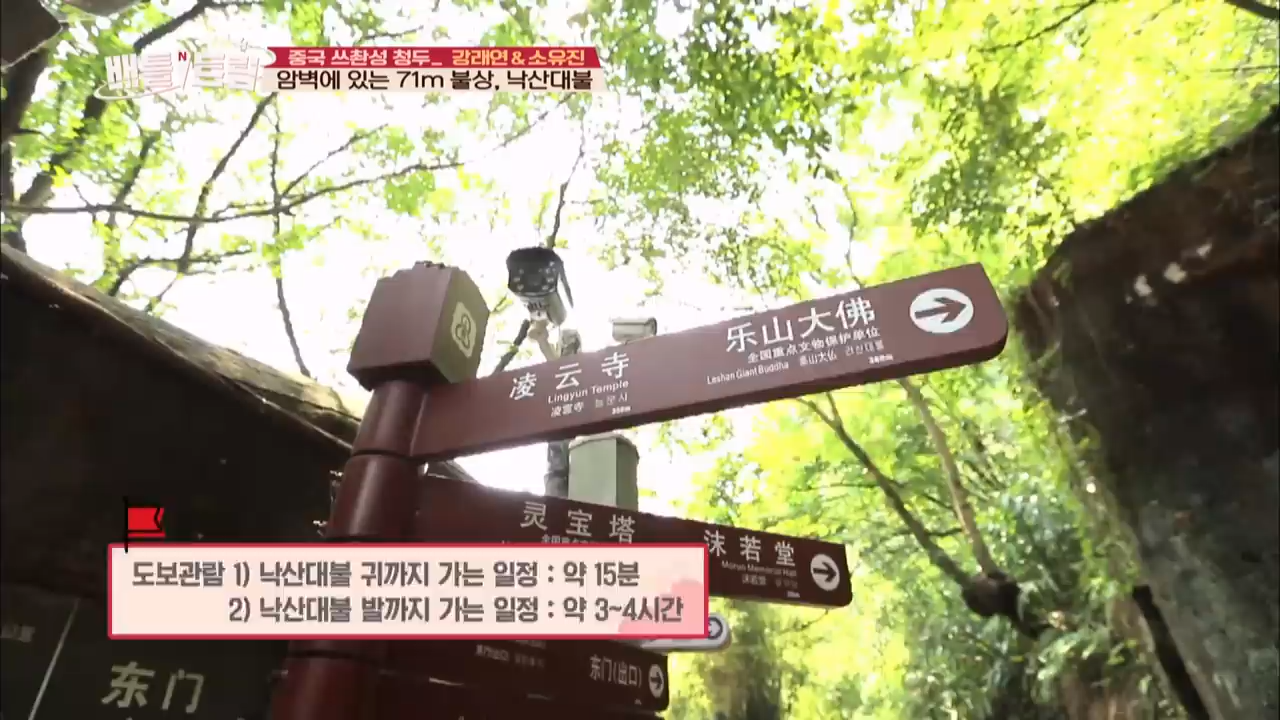 배틀트립
중국 쓰촨성 청두_ 강래연&소유진
암벽에 있는 71m 불상, 낙산대불
凌云寺
Lingyun Temple
乐山大佛
全国重点文物保护单位
Leshan Giant Buddha
灵宝塔
沫若堂
도보관람 1) 낙산대불 귀까지 가는 일정 : 약 15분
2) 낙산대불 발까지 가는 일정 : 약 3~4시간
东门(出口)
东门